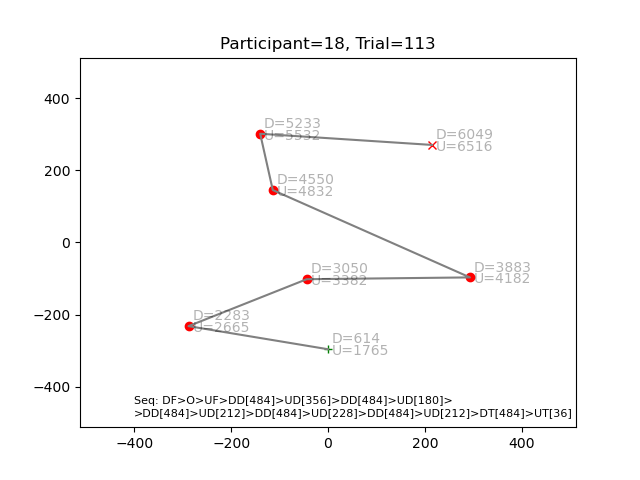 Participant=18, Trial=113
400
200
0
−200
−400
D=5233
U=5532
D=6049
U=6516
D=4550
U=4832
D=3050
U=3382
D=3883
U=4182
D=2283
U=2665
D=614
U=1765
Seq: DF>O>UF>DD[484]>UD[356]>DD[484]>UD[180]>
>DD[484]>UD[212]>DD[484]>UD[228]>DD[484]>UD[212]>DT[484]>UT[36]
−400
−200
0
200
400